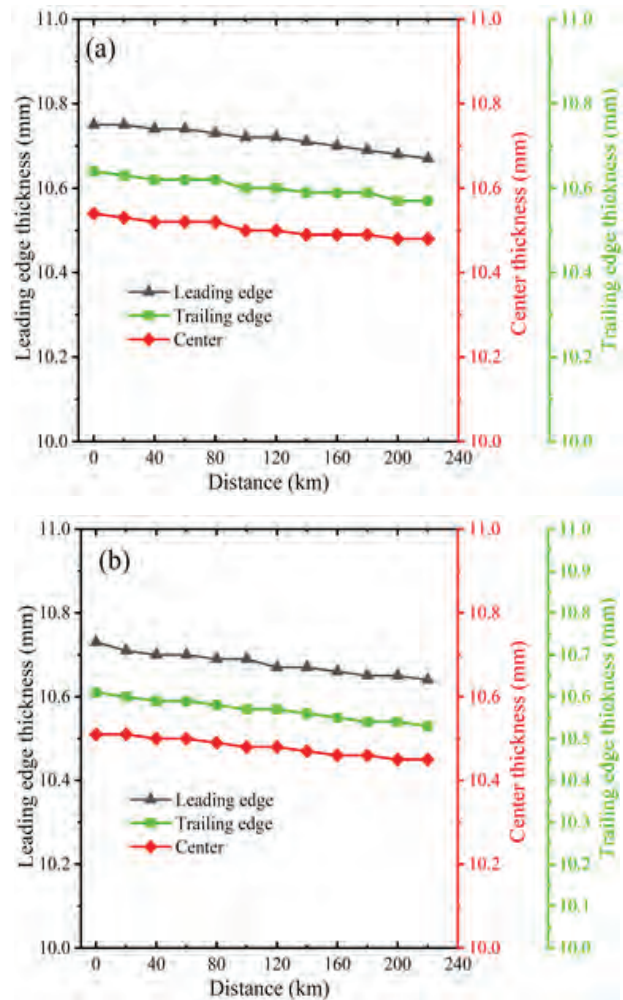 (a)
Leading edge thickness (mm)
11.0
10.8
10.6
10.4
10.2
10.0
Leading edge
Trailing edge
Center
0 40 80 120 160 200 240
Distance (km)
11.0
10.8
10.6
10.4
10.2
10.0
Center thickness (mm)
11.0
10.8
10.6
10.4
10.2
10.0
Trailing edge thickness (mm)
(b)
Leading edge thickness (mm)
11.0
10.8
10.6
10.4
10.2
10.0
Leading edge
Trailing edge
Center
0 40 80 120 160 200 240
Distance (km)
11.0
10.8
10.6
10.4
10.2
10.0
Center thickness (mm)
11.0
10.9
10.8
10.7
10.6
10.5
10.4
10.3
10.2
10.1
10.0
Trailing edge thickness (mm)